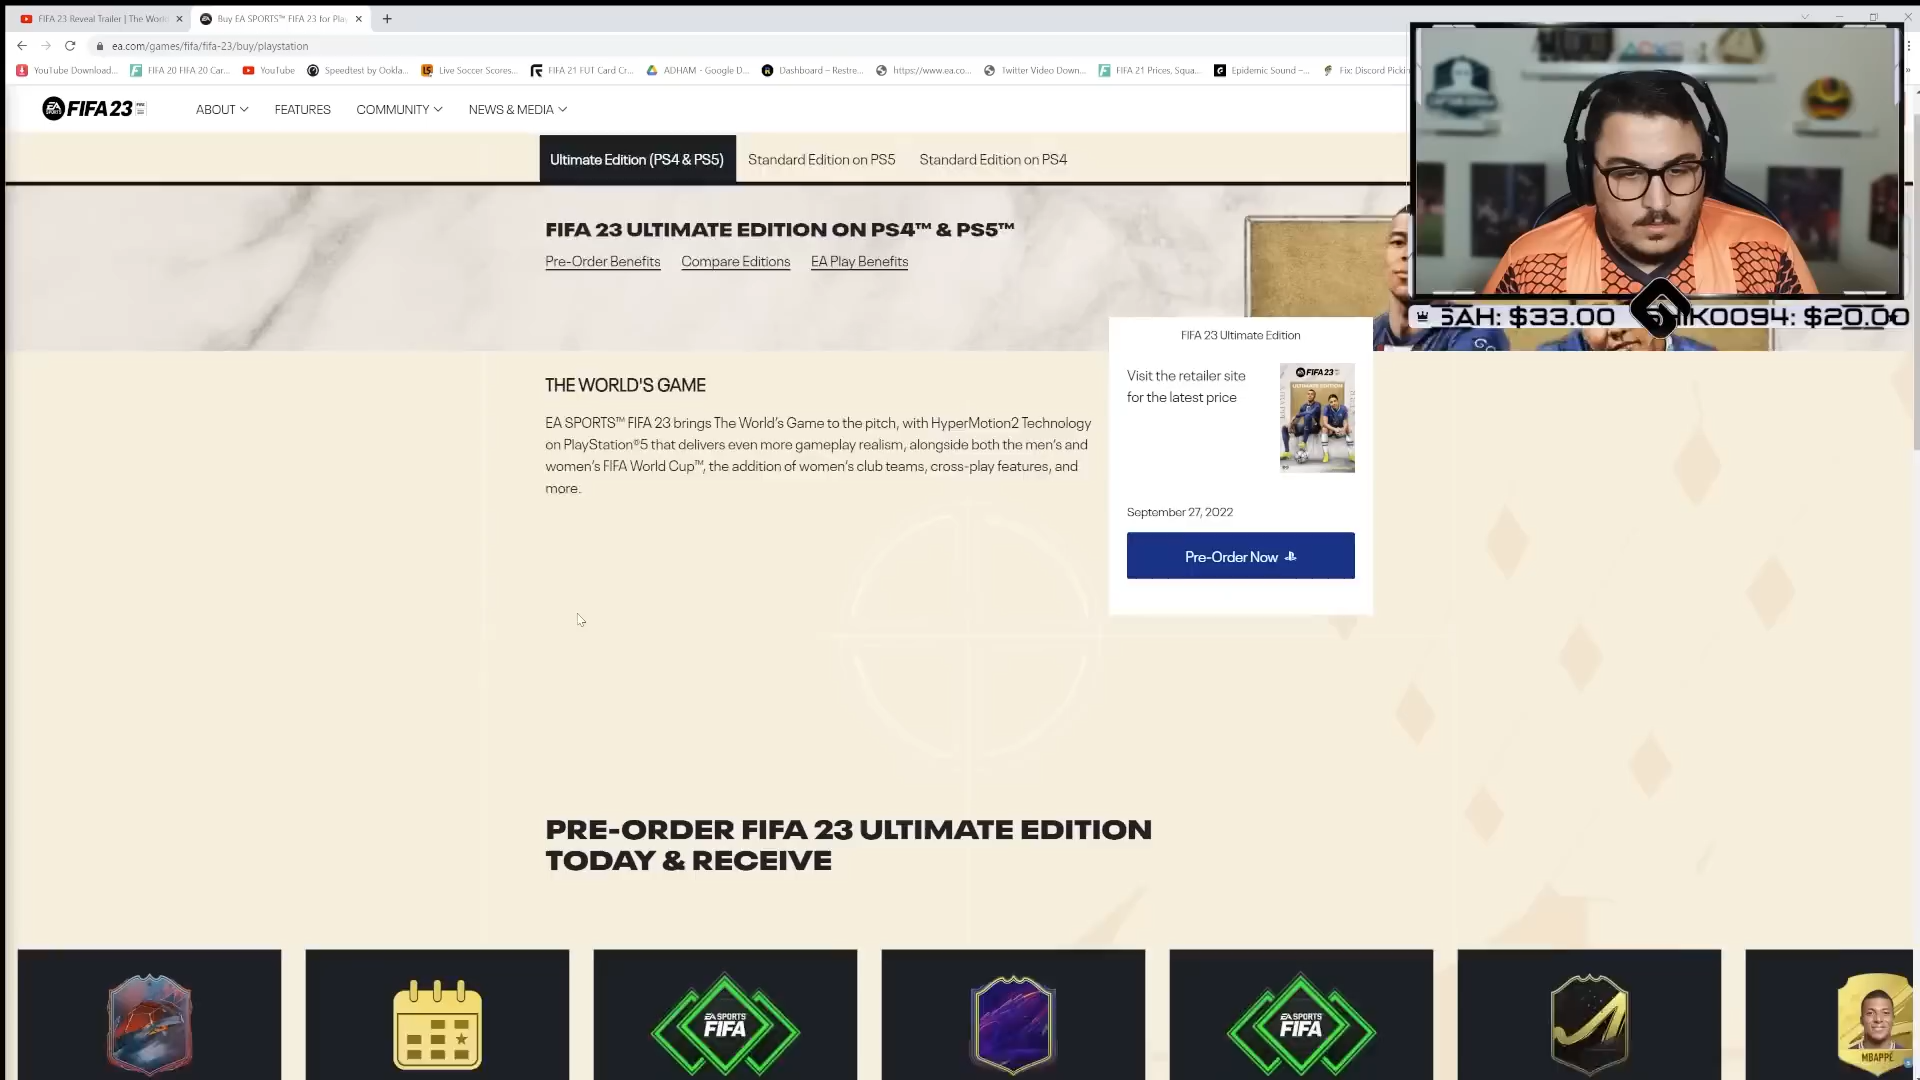 FIFA 23 Reveal Trailer | The World
Buy EA SPORTS™ FIFA 23 for Pla
ea.com/games/fifa/fifa-23/buy/playstation
YouTube Download...
FIFA 20 FIFA 20 Car...
YouTube
Speedtest by Ookla...
Live Soccer Scores...
FIFA 21 FUT Card Cr...
ADHAM - Google D...
Dashboard – Restre...
https://www.ea.co...
Twitter Video Down...
FIFA 21 Prices, Squa...
Epidemic Sound –...
Fix: Discord Pickin
EA SPORTS FIFA 23
ABOUT
FEATURES
COMMUNITY
NEWS & MEDIA
Ultimate Edition (PS4 & PS5)
Standard Edition on PS5
Standard Edition on PS4
FIFA 23 ULTIMATE EDITION ON PS4™ & PS5™
Pre-Order Benefits
Compare Editions
EA Play Benefits
SAH: $33.00
IK0094: $20.00
FIFA 23 Ultimate Edition
Visit the retailer site
for the latest price
FIFA 23
ULTIMATE EDITION
September 27, 2022
Pre-Order Now
THE WORLD'S GAME
EA SPORTS™ FIFA 23 brings The World's Game to the pitch, with HyperMotion2 Technology
on PlayStation®5 that delivers even more gameplay realism, alongside both the men's and
women's FIFA World Cup™, the addition of women's club teams, cross-play features, and
more.
PRE-ORDER FIFA 23 ULTIMATE EDITION
TODAY & RECEIVE
EA SPORTS
FIFA
EA SPORTS
FIFA
MBAPPÉ